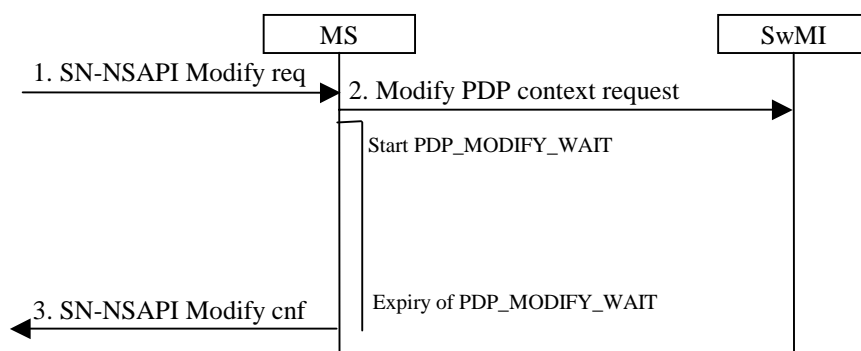 MS
SwMI
1. SN-NSAPI Modify req
2. Modify PDP context request
Start PDP_MODIFY_WAIT
Expiry of PDP_MODIFY_WAIT
3. SN-NSAPI Modify cnf